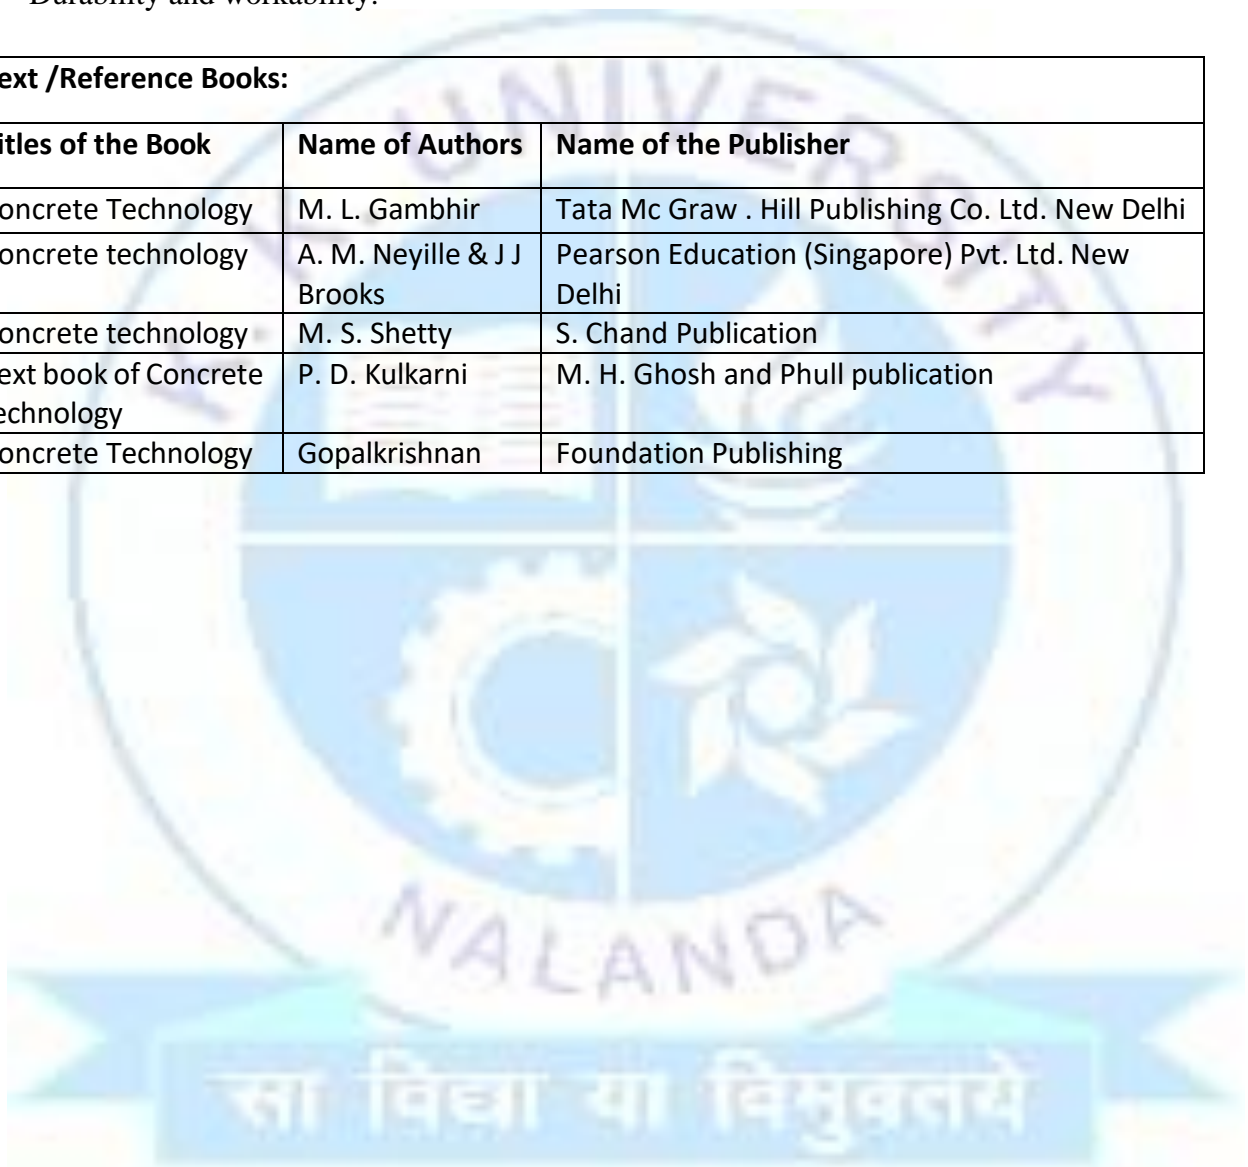 Durability and workability.
ext /Reference Books:
itles of the Book Name of Authors Name of the Publisher
oncrete Technology M. L. Gambhir Tata Mc Graw . Hill Publishing Co. Ltd. New Delhi
oncrete technology A. M. Neyille & J J Brooks Pearson Education (Singapore) Pvt. Ltd. New Delhi
oncrete technology M. S. Shetty S. Chand Publication
ext book of Concrete echnology P. D. Kulkarni M. H. Ghosh and Phull publication
oncrete Technology Gopalkrishnan Foundation Publishing
K. K. UNIVERSITY
NALANDA
सा विद्या या विमुक्तये